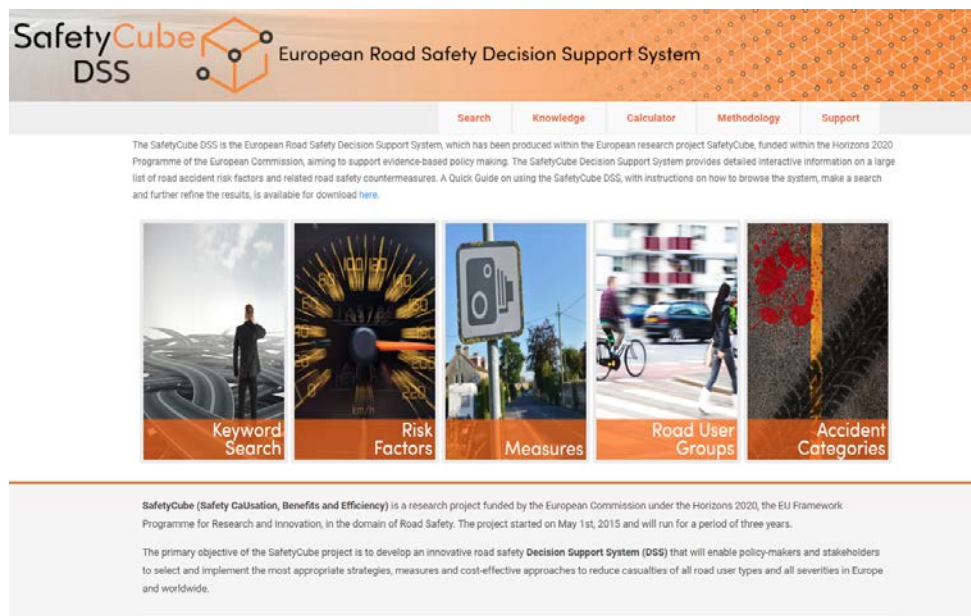 SafetyCube
DSS
European Road Safety Decision Support System
Search Knowledge Calculator Methodology Support
The SafetyCube DSS is the European Road Safety Decision Support System, which has been produced within the European research project SafetyCube, funded within the Horizons 2020
Programme of the European Commission, aiming to support evidence-based policy making. The SafetyCube Decision Support System provides detailed interactive information on a large
list of road accident risk factors and related road safety countermeasures. A Quick Guide on using the SafetyCube DSS, with instructions on how to browse the system, make a search
and further refine the results, is available for download here.
Keyword
Search
Risk
Factors
Measures
Road User
Groups
Accident
Categories
km/h
SafetyCube (Safety CaUsation, Benefits and Efficiency) is a research project funded by the European Commission under the Horizons 2020, the EU Framework
Programme for Research and Innovation, in the domain of Road Safety. The project started on May 1st, 2015 and will run for a period of three years.
The primary objective of the SafetyCube project is to develop an innovative road safety Decision Support System (DSS) that will enable policy-makers and stakeholders
to select and implement the most appropriate strategies, measures and cost-effective approaches to reduce casualties of all road user types and all severities in Europe
and worldwide.